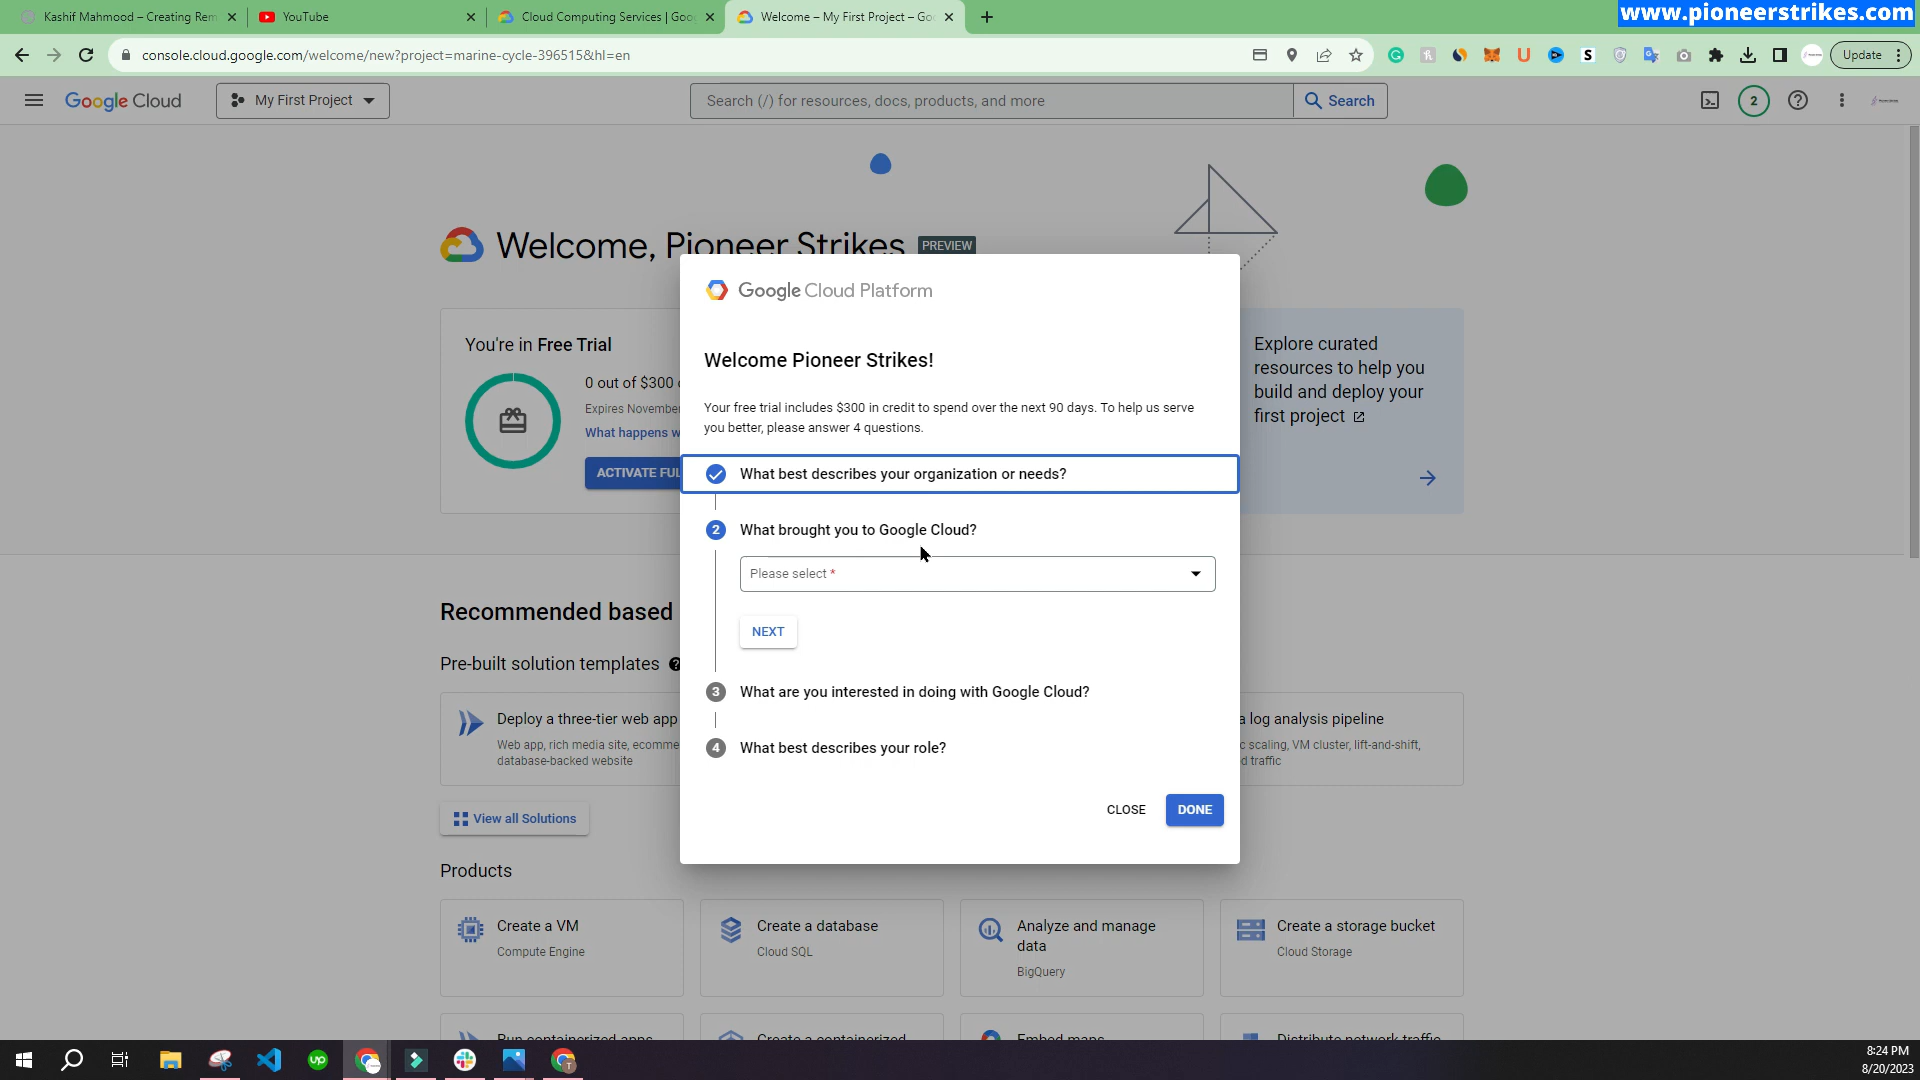 Kashif Mahmood – Creating Rem
YouTube
Cloud Computing Services | Goo
Welcome – My First Project – Go
www.pioneerstrikes.com
console.cloud.google.com/welcome/new?project=marine-cycle-396515&hl=en
Update
Google Cloud
My First Project
Search (/) for resources, docs, products, and more
Search
2
Welcome, Pioneer Strikes
PREVIEW
You're in Free Trial
0 out of $300
Expires November
What happens w
ACTIVATE FUL
Explore curated
resources to help you
build and deploy your
first project
Google Cloud Platform
Welcome Pioneer Strikes!
Your free trial includes $300 in credit to spend over the next 90 days. To help us serve
you better, please answer 4 questions.
What best describes your organization or needs?
2 What brought you to Google Cloud?
Please select *
NEXT
3 What are you interested in doing with Google Cloud?
4 What best describes your role?
CLOSE
DONE
Recommended based
Pre-built solution templates
Deploy a three-tier web app
Web app, rich media site, ecomme
database-backed website
a log analysis pipeline
c scaling, VM cluster, lift-and-shift,
d traffic
View all Solutions
Products
Create a VM
Compute Engine
Create a database
Cloud SQL
Analyze and manage
data
BigQuery
Create a storage bucket
Cloud Storage
Run containerized apps
Create a containerized
Embed maps
Distribute network traffic
8:24 PM
8/20/2023